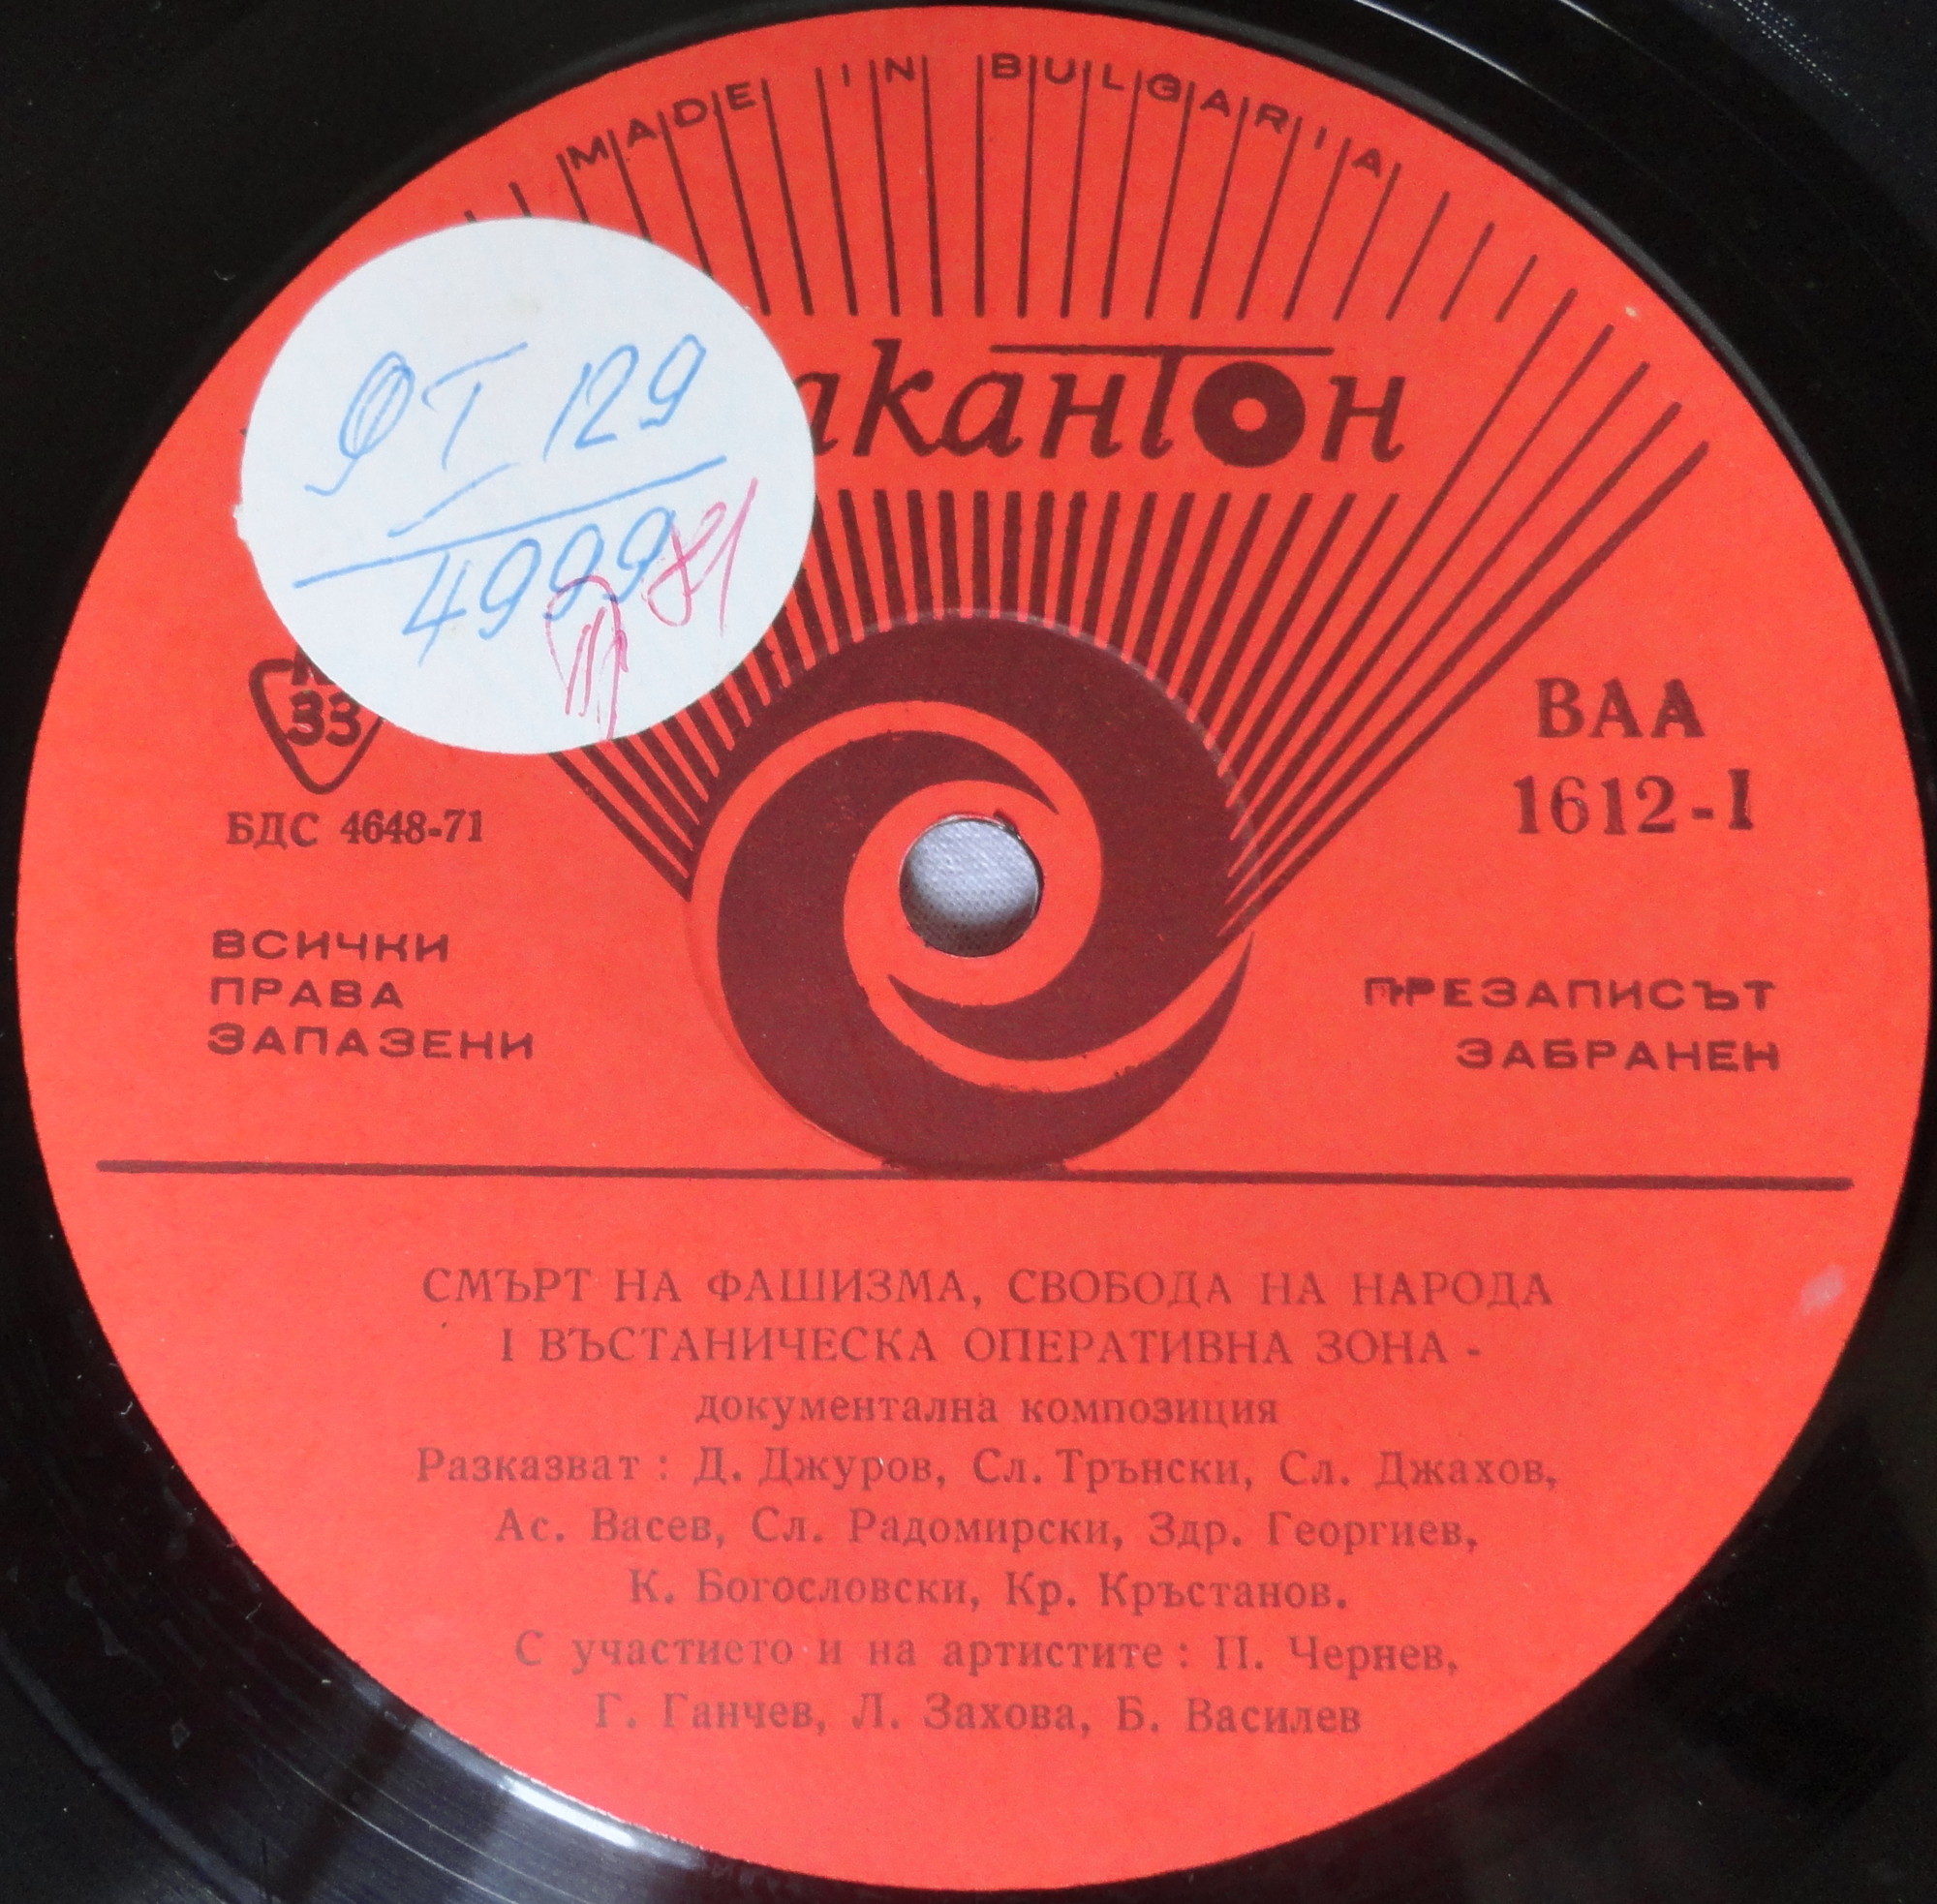 MADE IN BULGARIA
акантон
ОТ 129
4999
33
БДС 4648-71
ВАА
1612-I
ВСИЧКИ
ПРАВА
ЗАПАЗЕНИ
ПРЕЗАПИСЪТ
ЗАБРАНЕН
СМЪРТ НА ФАШИЗМА, СВОБОДА НА НАРОДА
I ВЪСТАНИЧЕСКА ОПЕРАТИВНА ЗОНА -
документална композиция
Разказват : Д. Джуров, Сл. Трънски, Сл. Джахов,
Ас. Васев, Сл. Радомирски, Здр. Георгиев,
К. Богословски, Кр. Кръстанов.
С участието и на артистите : П. Чернев,
Г. Ганчев, Л. Захова, Б. Василев